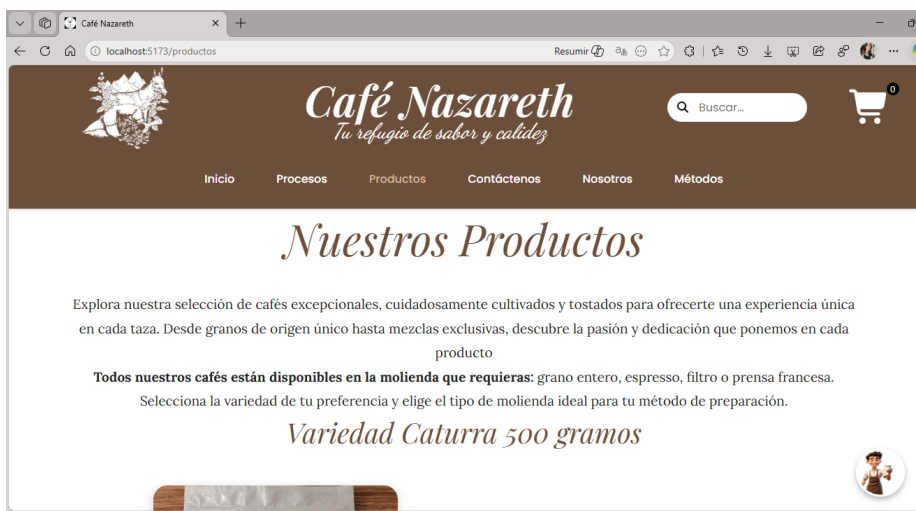 Café Nazareth
localhost:5173/productos
Resumir
Café Nazareth
Tu refugio de sabor y calidez
Buscar...
0
Inicio Procesos Productos Contáctenos Nosotros Métodos
Nuestros Productos
Explora nuestra selección de cafés excepcionales, cuidadosamente cultivados y tostados para ofrecerte una experiencia única
en cada taza. Desde granos de origen único hasta mezclas exclusivas, descubre la pasión y dedicación que ponemos en cada
producto
Todos nuestros cafés están disponibles en la molienda que requieras: grano entero, espresso, filtro o prensa francesa.
Selecciona la variedad de tu preferencia y elige el tipo de molienda ideal para tu método de preparación.
Variedad Caturra 500 gramos